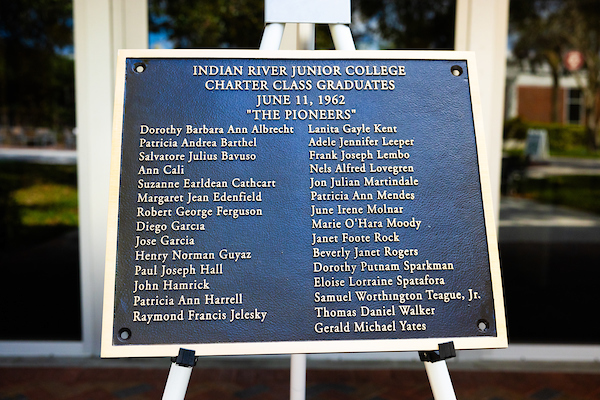 INDIAN RIVER JUNIOR COLLEGE
CHARTER CLASS GRADUATES
JUNE 11, 1962
"THE PIONEERS"
Dorothy Barbara Ann Albrecht
Patricia Andrea Barthel
Salvatore Julius Bavuso
Ann Cali
Suzanne Earldean Cathcart
Margaret Jean Edenfield
Robert George Ferguson
Diego Garcia
Jose Garcia
Henry Norman Guyaz
Paul Joseph Hall
John Hamrick
Patricia Ann Harrell
Raymond Francis Jelesky
Lanita Gayle Kent
Adele Jennifer Leeper
Frank Joseph Lembo
Nels Alfred Lovegren
Jon Julian Martindale
Patricia Ann Mendes
June Irene Molnar
Marie O'Hara Moody
Janet Foote Rock
Beverly Janet Rogers
Dorothy Putnam Sparkman
Eloise Lorraine Spatafora
Samuel Worthington Teague, Jr.
Thomas Daniel Walker
Gerald Michael Yates